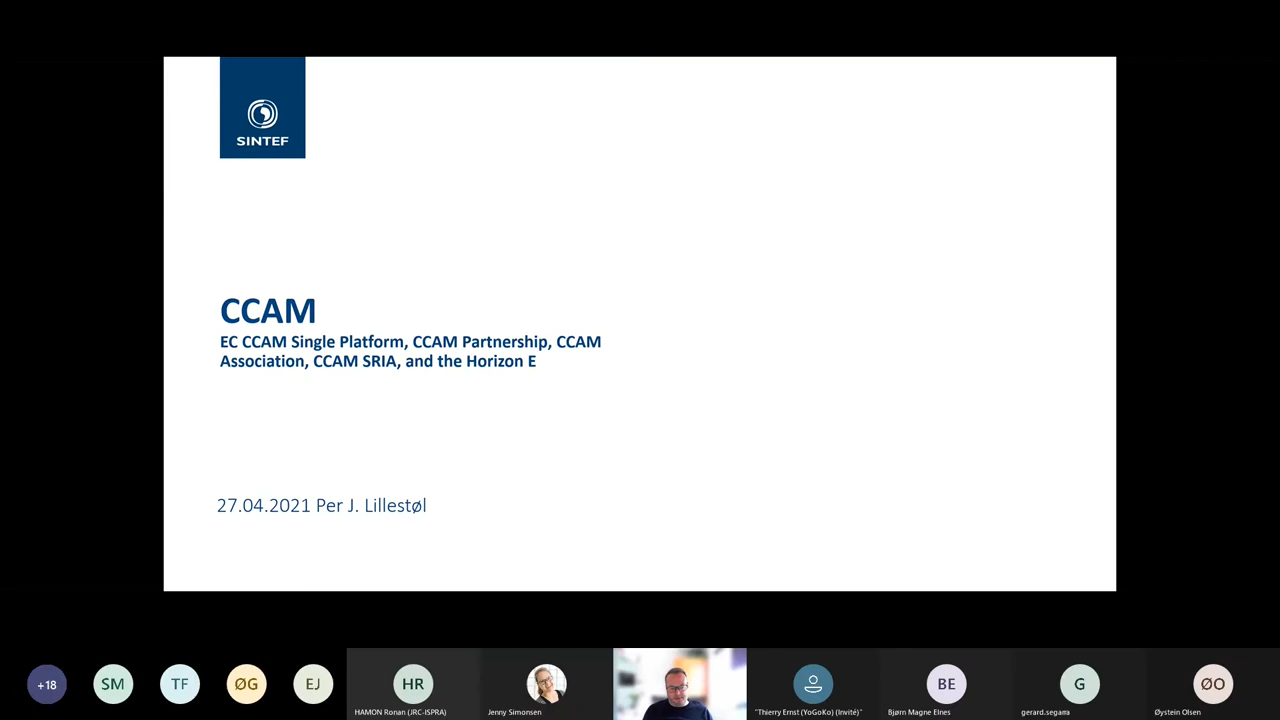 SINTEF
CCAM
EC CCAM Single Platform, CCAM Partnership, CCAM
Association, CCAM SRIA, and the Horizon E
27.04.2021 Per J. Lillestøl
+18
SM
TF
ØG
EJ
HR
HAMON Ronan (JRC-ISPRA)
Jenny Simonsen
"Thierry Ernst (YoGoKo) (Invité)"
BE
Bjørn Magne Elnes
G
gerard.segarra
ØO
Øystein Olsen